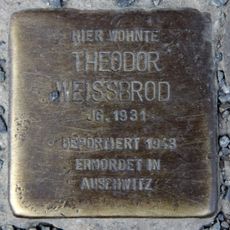 HIER WOHNTE
THEODOR
WEISSBROD
JG. 1931
DEPORTIERT 1943
ERMORDET IN
AUSCHWITZ